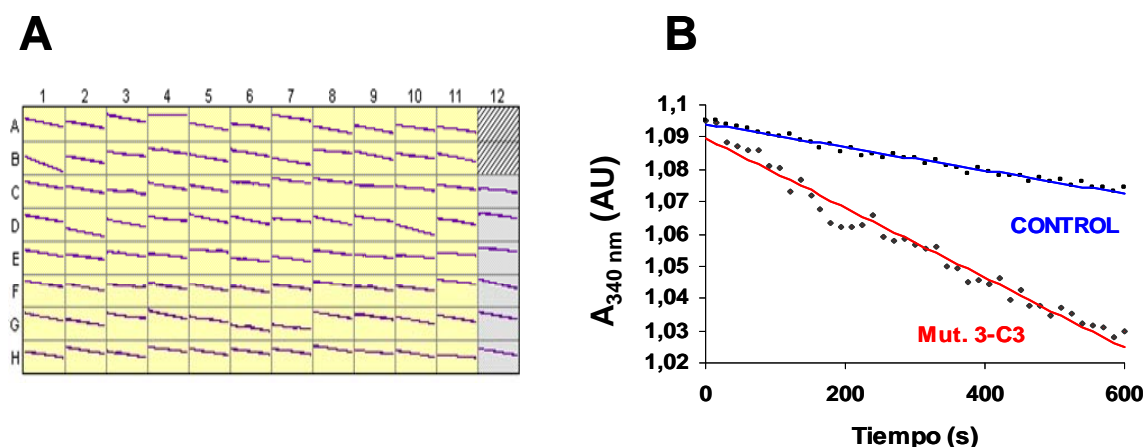 A
1 2 3 4 5 6 7 8 9 10 11 12
A
B
C
D
E
F
G
H
B
1,1
1,09
1,08
1,07
1,06
1,05
1,04
1,03
1,02
A340 nm (AU)
CONTROL
Mut. 3-C3
0 200 400 600
Tiempo (s)